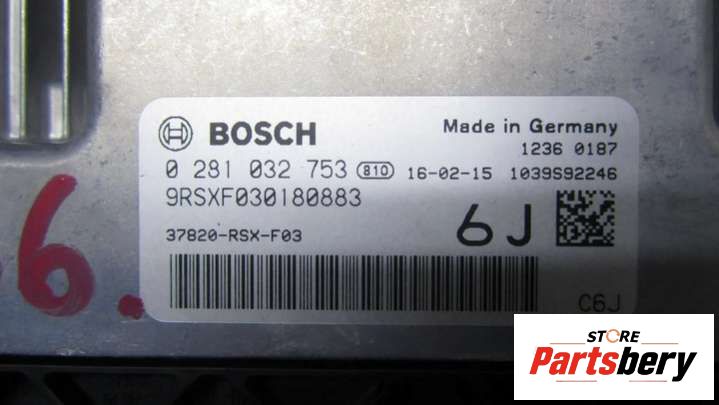 BOSCH
Made in Germany
1236 0187
0 281 032 753 810 16-02-15 1039S92246
9RSXF030180883
37820-RSX-F03
6J
C6J
6.
STORE
Partsbery